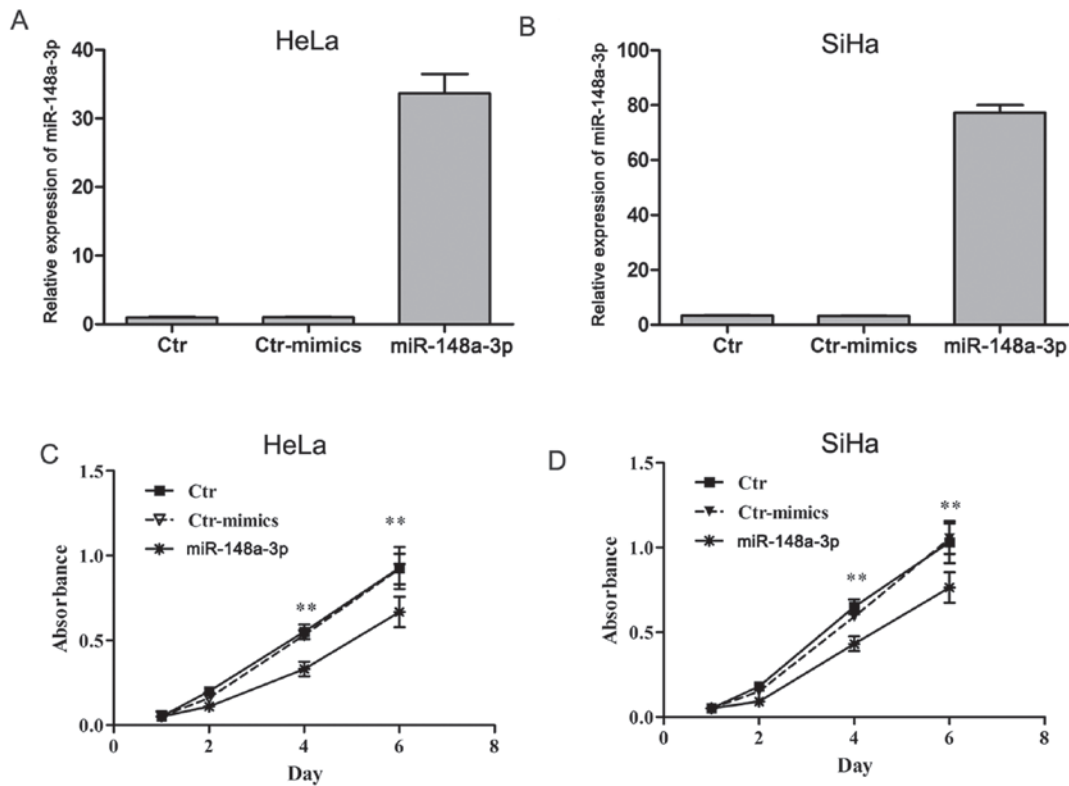 A
HeLa
Relative expression of miR-148a-3p
40
30
20
10
0
Ctr
Ctr-mimics
miR-148a-3p
B
SiHa
Relative expression of miR-148a-3p
100
80
60
40
20
0
Ctr
Ctr-mimics
miR-148a-3p
C
HeLa
Absorbance
1.5
1.0
0.5
0.0
Ctr
Ctr-mimics
miR-148a-3p
**
**
0
2
4
6
8
Day
D
SiHa
Absorbance
1.5
1.0
0.5
0.0
Ctr
Ctr-mimics
miR-148a-3p
**
**
0
2
4
6
8
Day